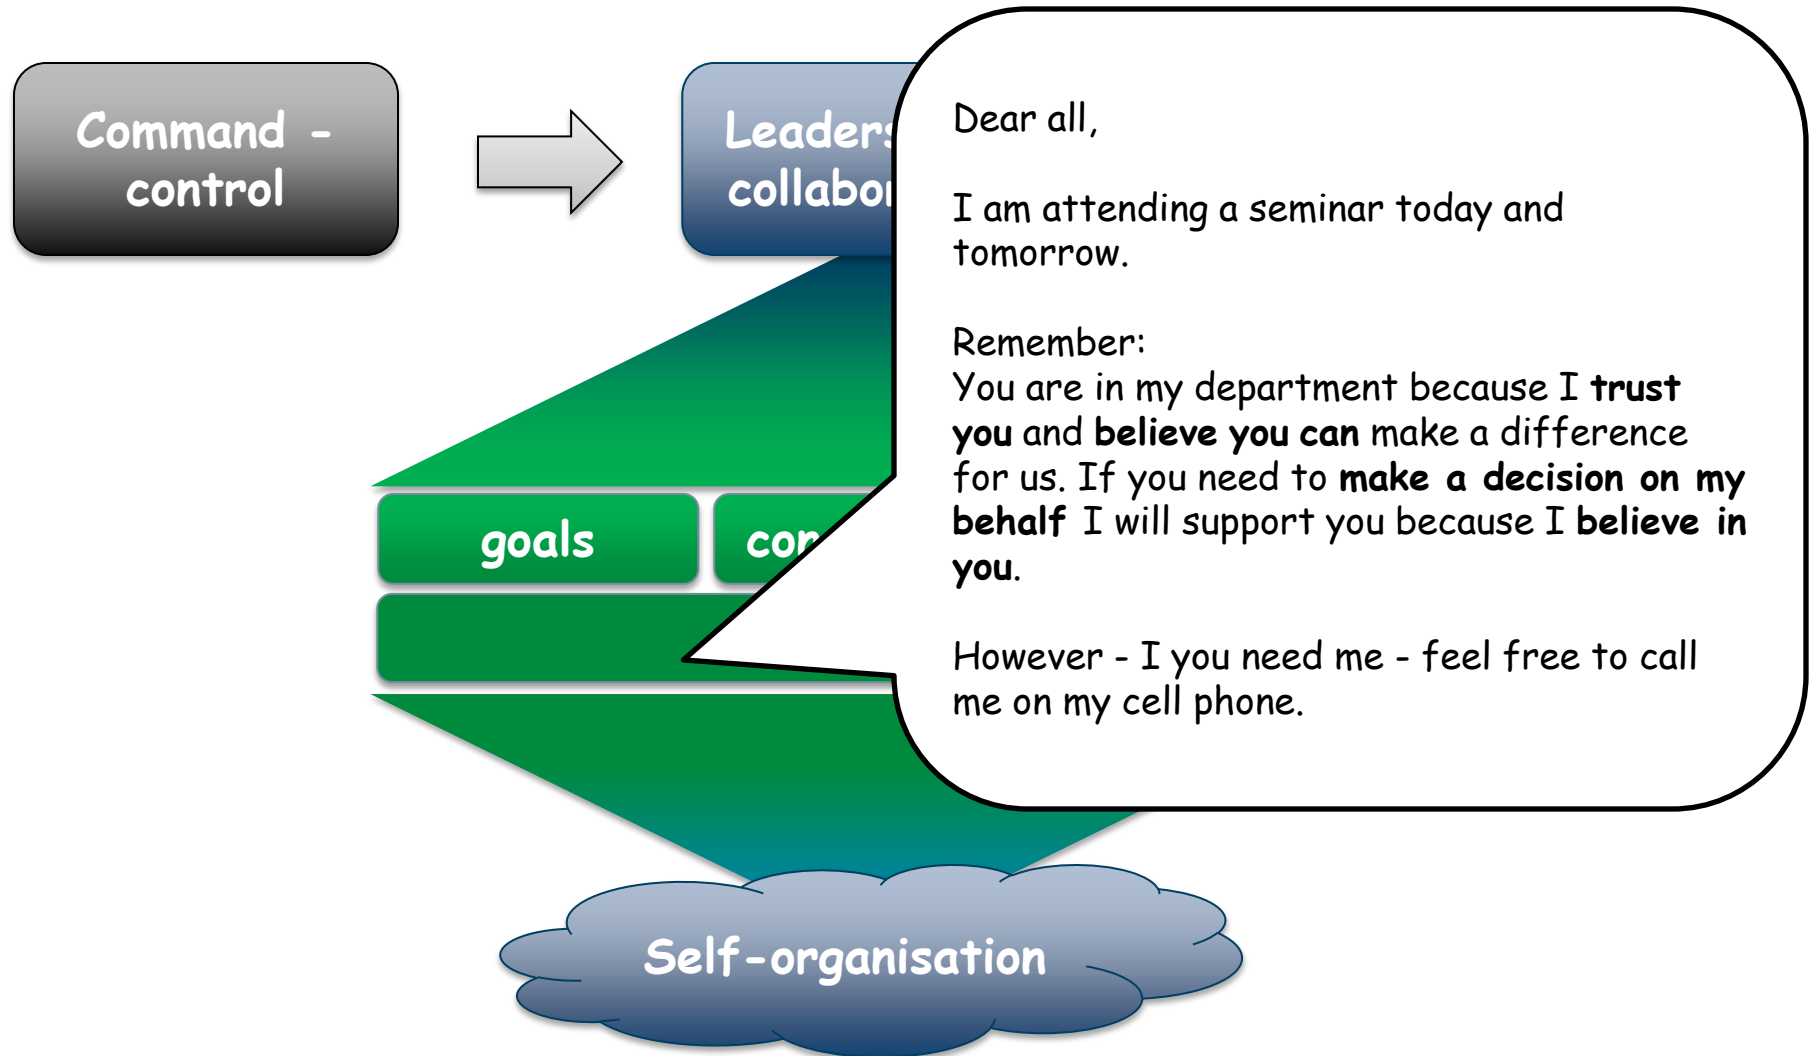 Command -
control
Dear all,
I am attending a seminar today and
tomorrow.
Remember:
You are in my department because I trust
you and believe you can make a difference
for us. If you need to make a decision on my
behalf I will support you because I believe in
you.
However - I you need me - feel free to call
me on my cell phone.
goals
Self-organisation